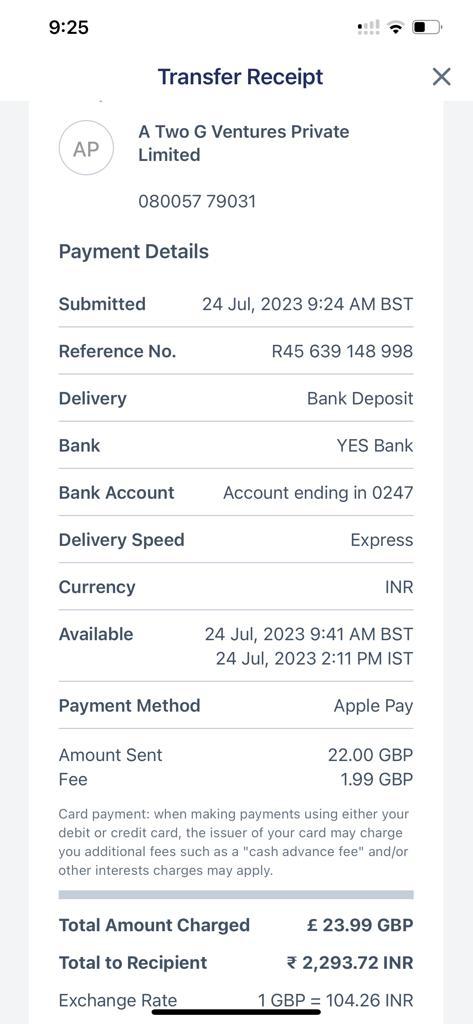 9:25
Transfer Receipt
AP
A Two G Ventures Private
Limited
080057 79031
Payment Details
Submitted 24 Jul, 2023 9:24 AM BST
Reference No. R45 639 148 998
Delivery Bank Deposit
Bank YES Bank
Bank Account Account ending in 0247
Delivery Speed Express
Currency INR
Available 24 Jul, 2023 9:41 AM BST
24 Jul, 2023 2:11 PM IST
Payment Method Apple Pay
Amount Sent 22.00 GBP
Fee 1.99 GBP
Card payment: when making payments using either your
debit or credit card, the issuer of your card may charge
you additional fees such as a "cash advance fee" and/or
other interests charges may apply.
Total Amount Charged £ 23.99 GBP
Total to Recipient ₹ 2,293.72 INR
Exchange Rate 1 GBP = 104.26 INR